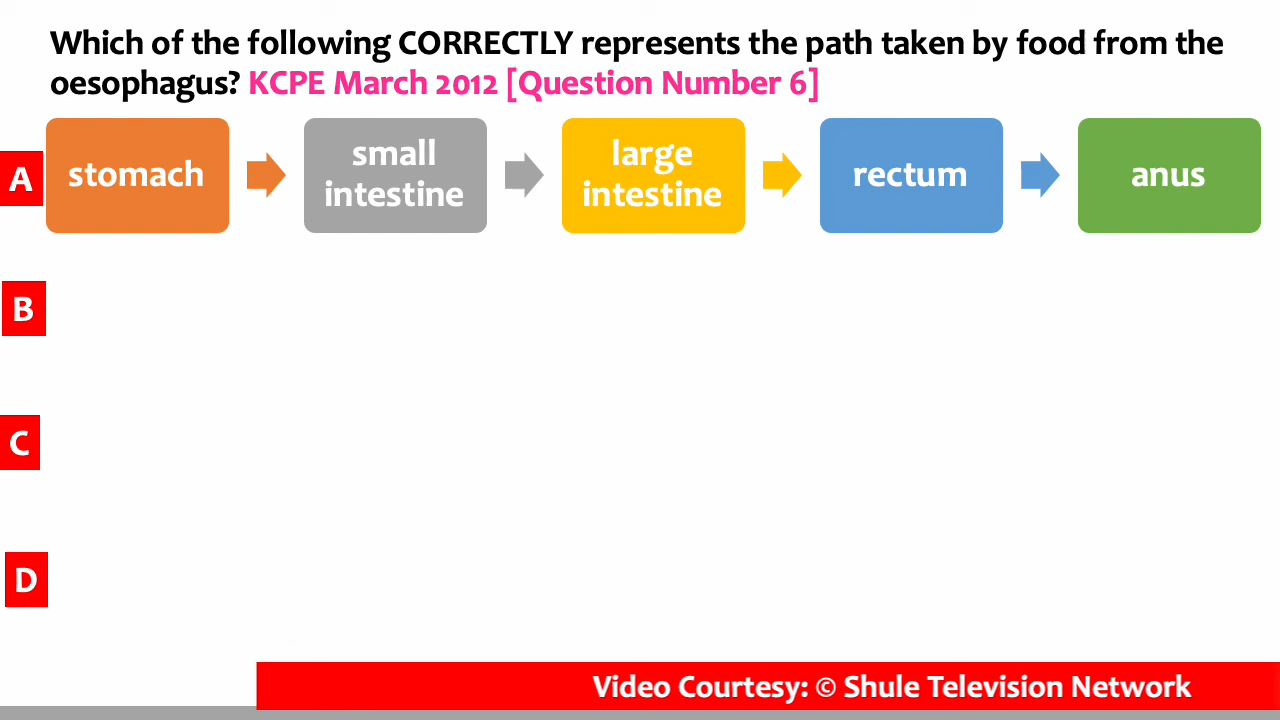 Which of the following CORRECTLY represents the path taken by food from the
oesophagus? KCPE March 2012 [Question Number 6]
A
stomach
small
intestine
large
intestine
rectum
anus
B
C
D
Video Courtesy: © Shule Television Network